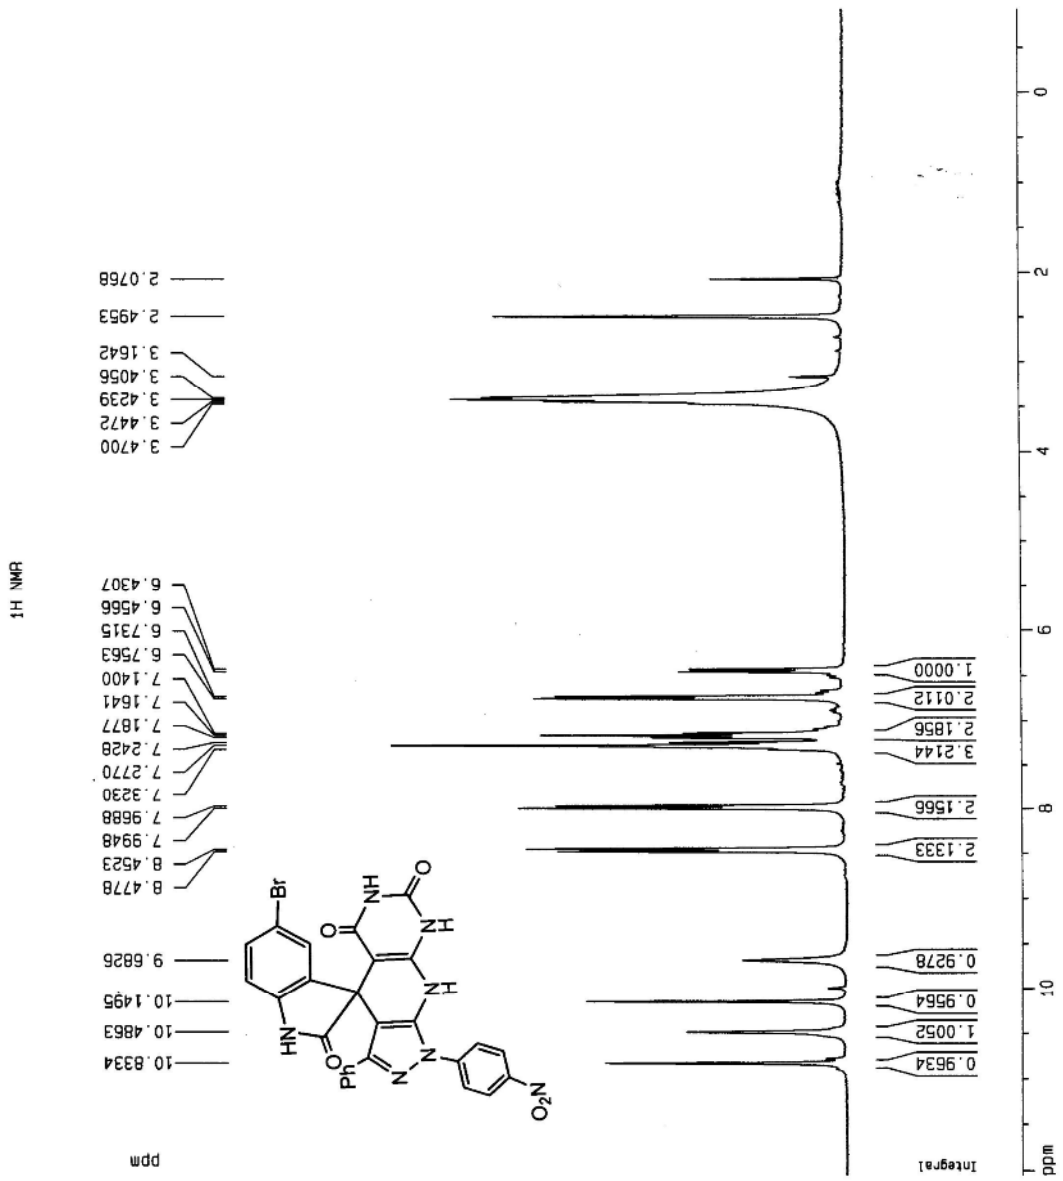 1H NMR
ppm
10.8334
10.4863
10.1495
9.6826
8.4778
8.4523
7.9948
7.9688
7.3230
7.2770
7.2428
7.1877
7.1641
7.1400
6.7563
6.7315
6.4566
6.4307
3.4700
3.4472
3.4239
3.4056
3.1642
2.4953
2.0768
Br
HN
O
O
NH
Ph
O
N
N
N
H
N
H
O₂N
Integral
0.9634
1.0052
0.9564
0.9278
2.1333
2.1566
3.2144
2.1856
2.0112
1.0000
ppm
10
8
6
4
2
0